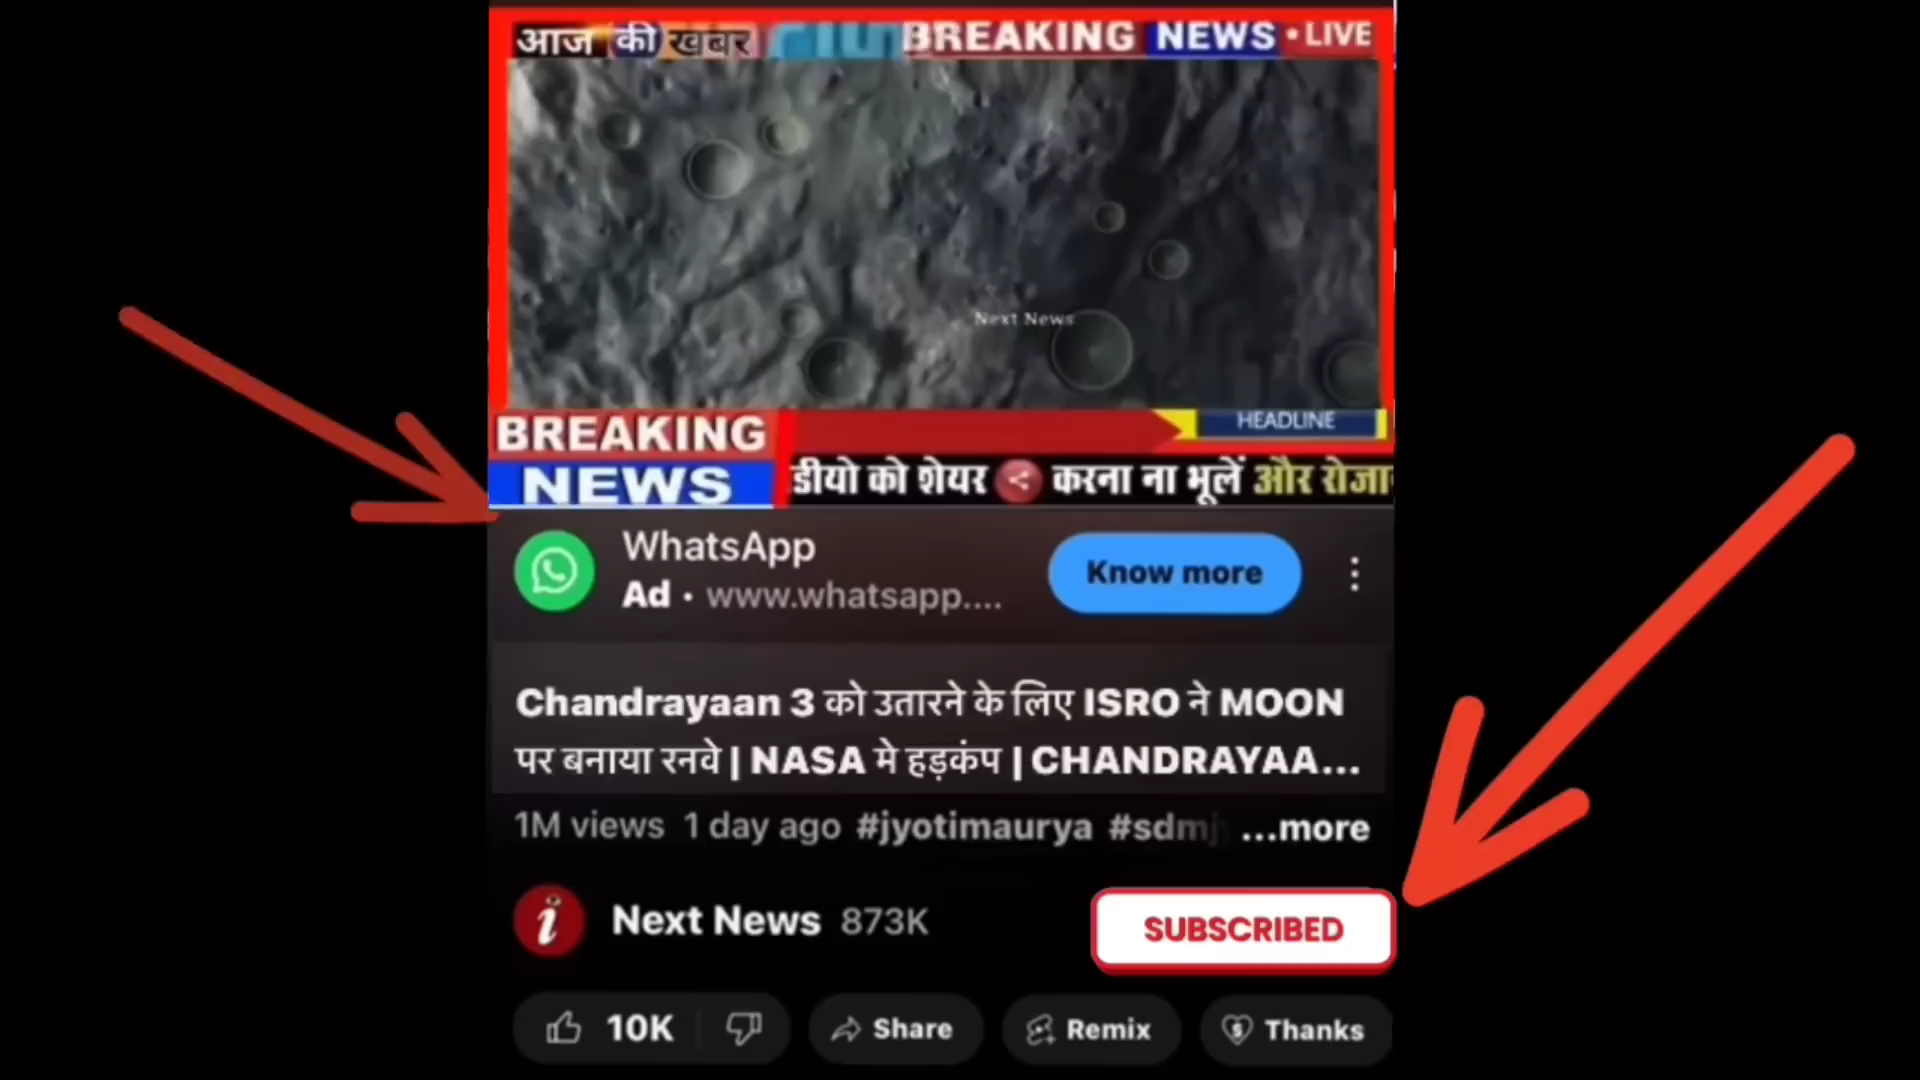 आज की खबर
BREAKING NEWS • LIVE
Next News
BREAKING
NEWS
HEADLINE
डीयो को शेयर करना ना भूलें और रोजा
WhatsApp
Ad • www.whatsapp....
Know more
Chandrayaan 3 को उतारने के लिए ISRO ने MOON
पर बनाया रनवे | NASA मे हड़कंप | CHANDRAYAA...
1M views 1 day ago #jyotimaurya #sdmj ...more
Next News 873K
SUBSCRIBED
10K Share Remix Thanks